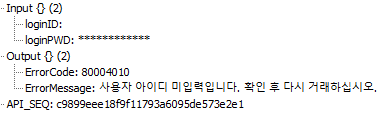 Input {} (2)
loginID:
loginPWD: ************
Output {} (2)
ErrorCode: 80004010
ErrorMessage: 사용자 아이디 미입력입니다. 확인 후 다시 거래하십시오.
API_SEQ: c9899eee18f9f11793a6095de573e2e1